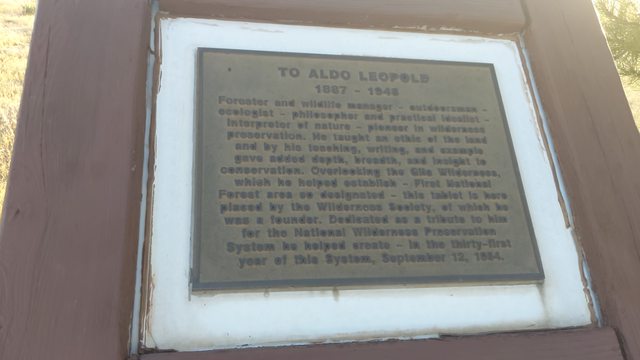 TO ALDO LEOPOLD
1887 - 1948
Forester and wildlife manager - outdoorsman -
ecologist - philosopher and practical idealist -
interpreter of nature - pioneer in wilderness
preservation. He taught an ethic of the land
and by his teaching, writing, and example
gave added depth, breadth, and insight to
conservation. Overlooking the Gila Wilderness,
which he helped establish - First National
Forest area so designated - this tablet is here
placed by the Wilderness Society, of which he
was a founder. Dedicated as a tribute to him
for the National Wilderness Preservation
System he helped create - in the thirty-first
year of this System, September 12, 1954.